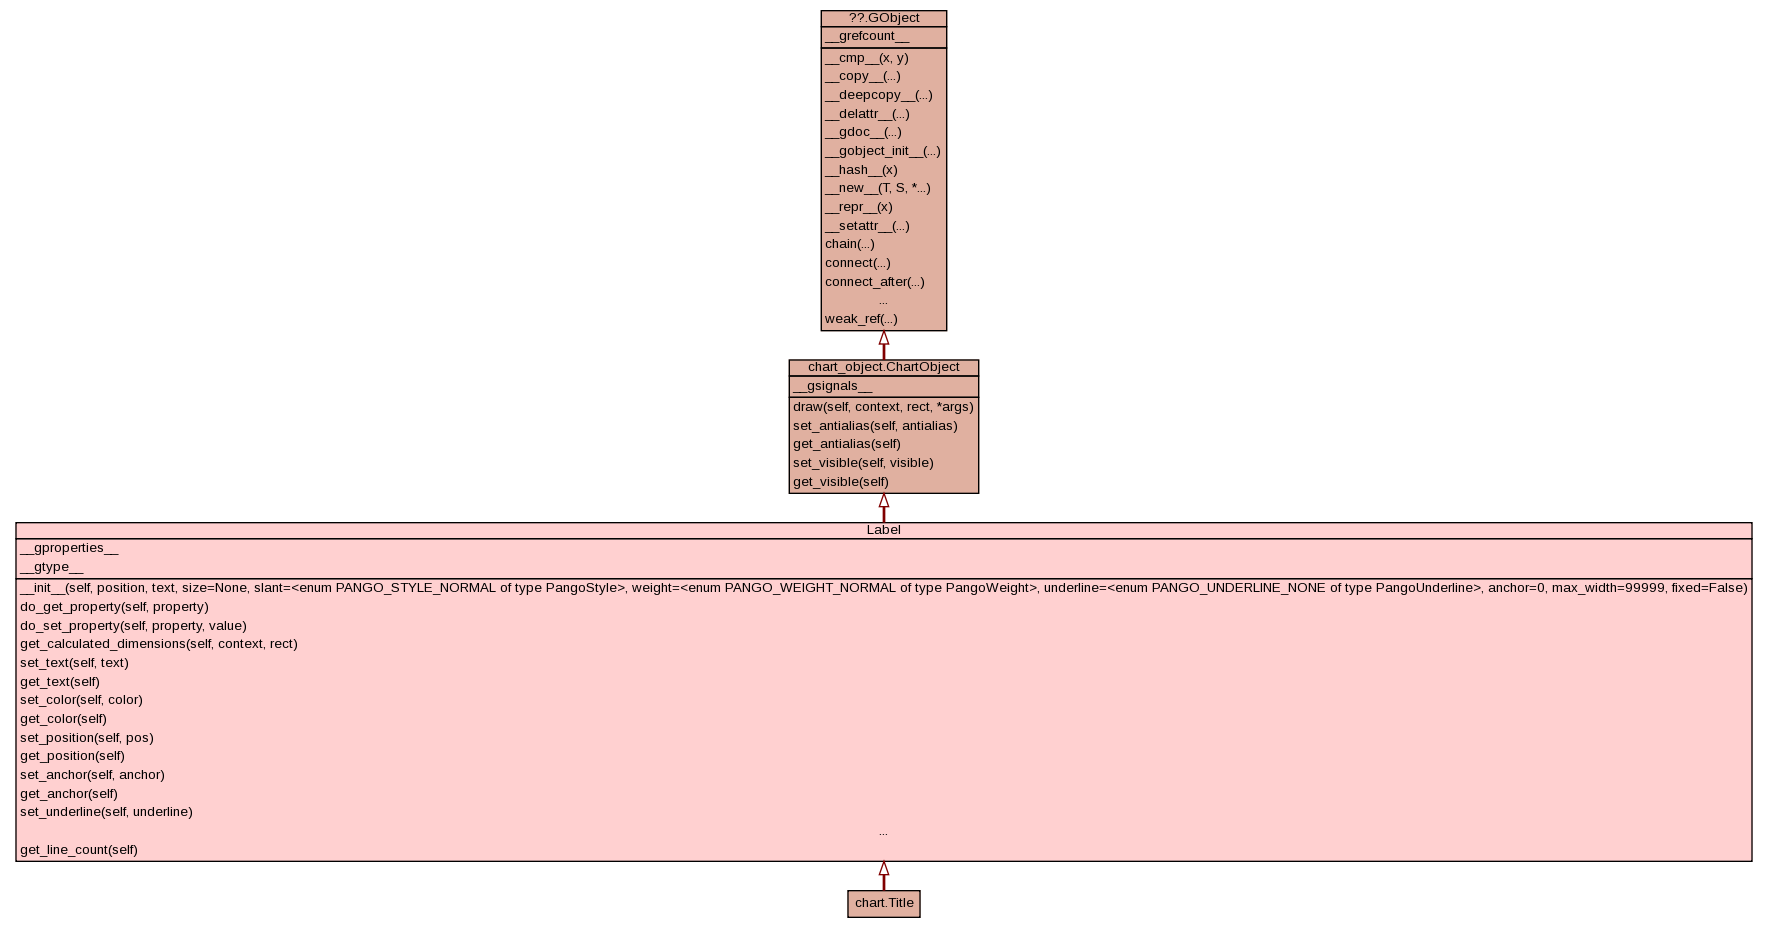 ??.GObject
__grefcount__
__cmp__(x, y)
__copy__(...)
__deepcopy__(...)
__delattr__(...)
__gdoc__(...)
__gobject_init__(...)
__hash__(x)
__new__(T, S, *...)
__repr__(x)
__setattr__(...)
chain(...)
connect(...)
connect_after(...)
...
weak_ref(...)
chart_object.ChartObject
__gsignals__
draw(self, context, rect, *args)
set_antialias(self, antialias)
get_antialias(self)
set_visible(self, visible)
get_visible(self)
Label
__gproperties__
__gtype__
__init__(self, position, text, size=None, slant=<enum PANGO_STYLE_NORMAL of type PangoStyle>, weight=<enum PANGO_WEIGHT_NORMAL of type PangoWeight>, underline=<enum PANGO_UNDERLINE_NONE of type PangoUnderline>, anchor=0, max_width=99999, fixed=False)
do_get_property(self, property)
do_set_property(self, property, value)
get_calculated_dimensions(self, context, rect)
set_text(self, text)
get_text(self)
set_color(self, color)
get_color(self)
set_position(self, pos)
get_position(self)
set_anchor(self, anchor)
get_anchor(self)
set_underline(self, underline)
...
get_line_count(self)
chart.Title